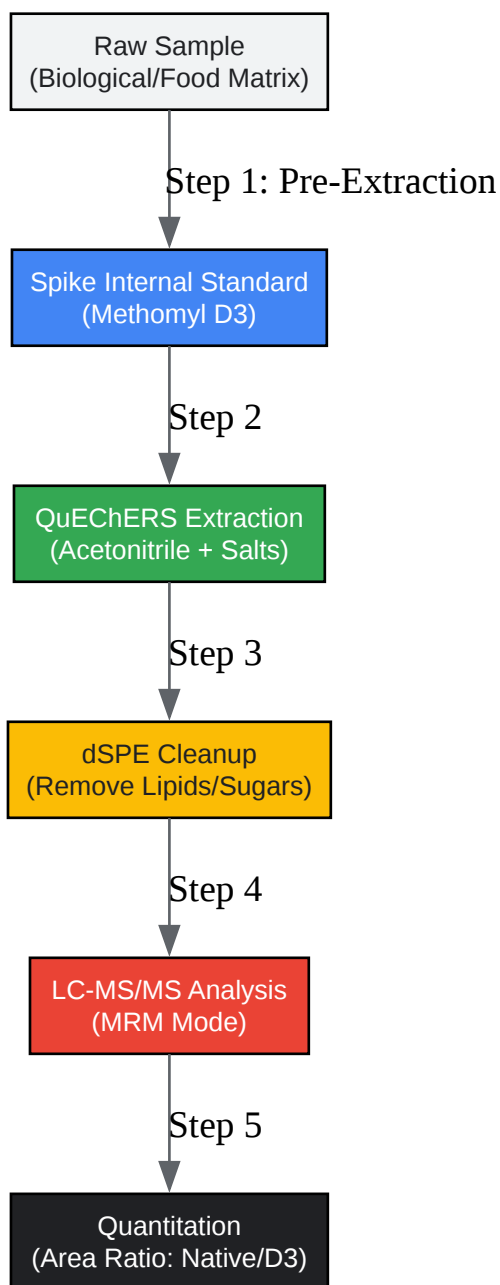 Raw Sample
(Biological/Food Matrix)
Step 1: Pre-Extraction
Spike Internal Standard
(Methomyl D3)
Step 2
QuEChERS Extraction
(Acetonitrile + Salts)
Step 3
dSPE Cleanup
(Remove Lipids/Sugars)
Step 4
LC-MS/MS Analysis
(MRM Mode)
Step 5
Quantitation
(Area Ratio: Native/D3)